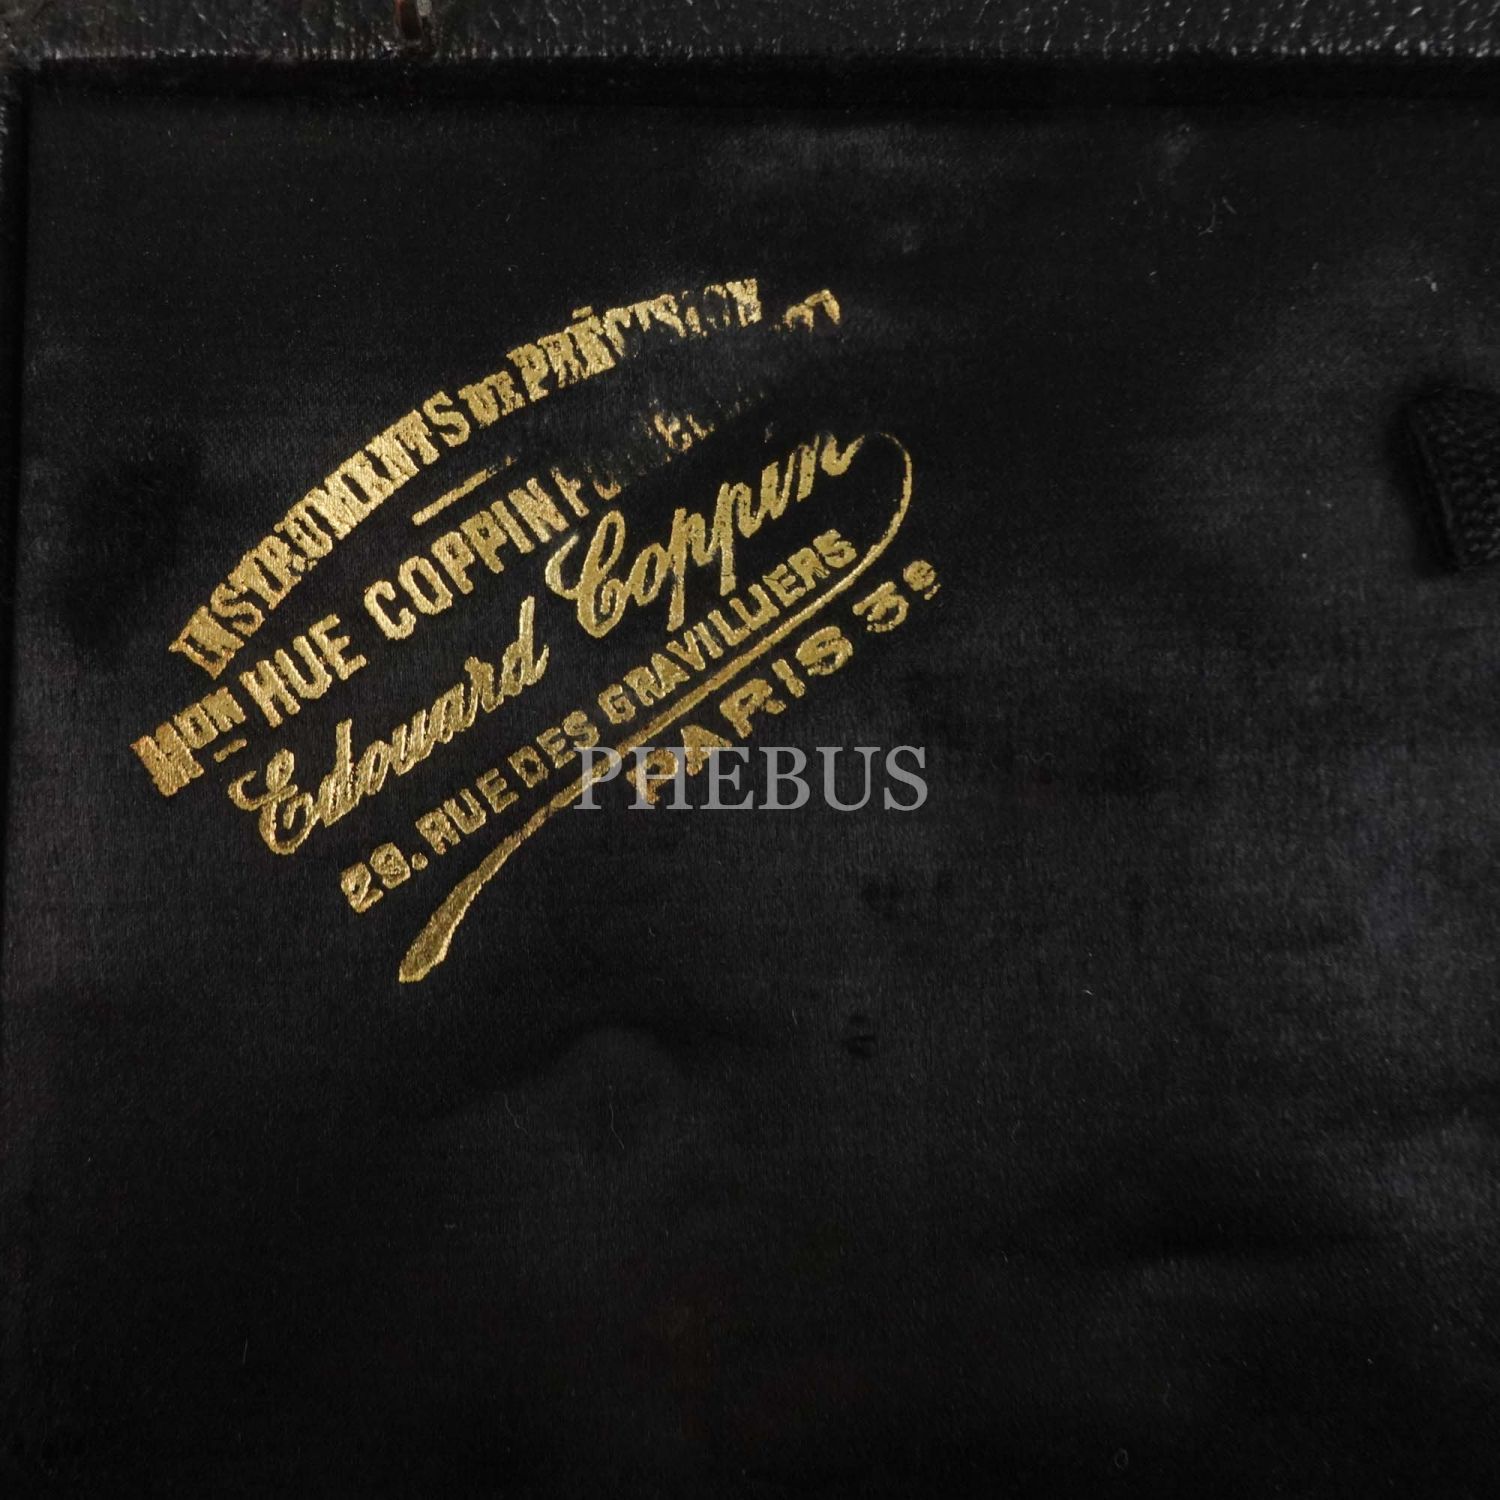 INSTRUMENTS DE PRÉCISION
Mon HUE COPPIN
Edouard Coppin
29. RUE DES GRAVILLIERS
PARIS 3e
PHEBUS